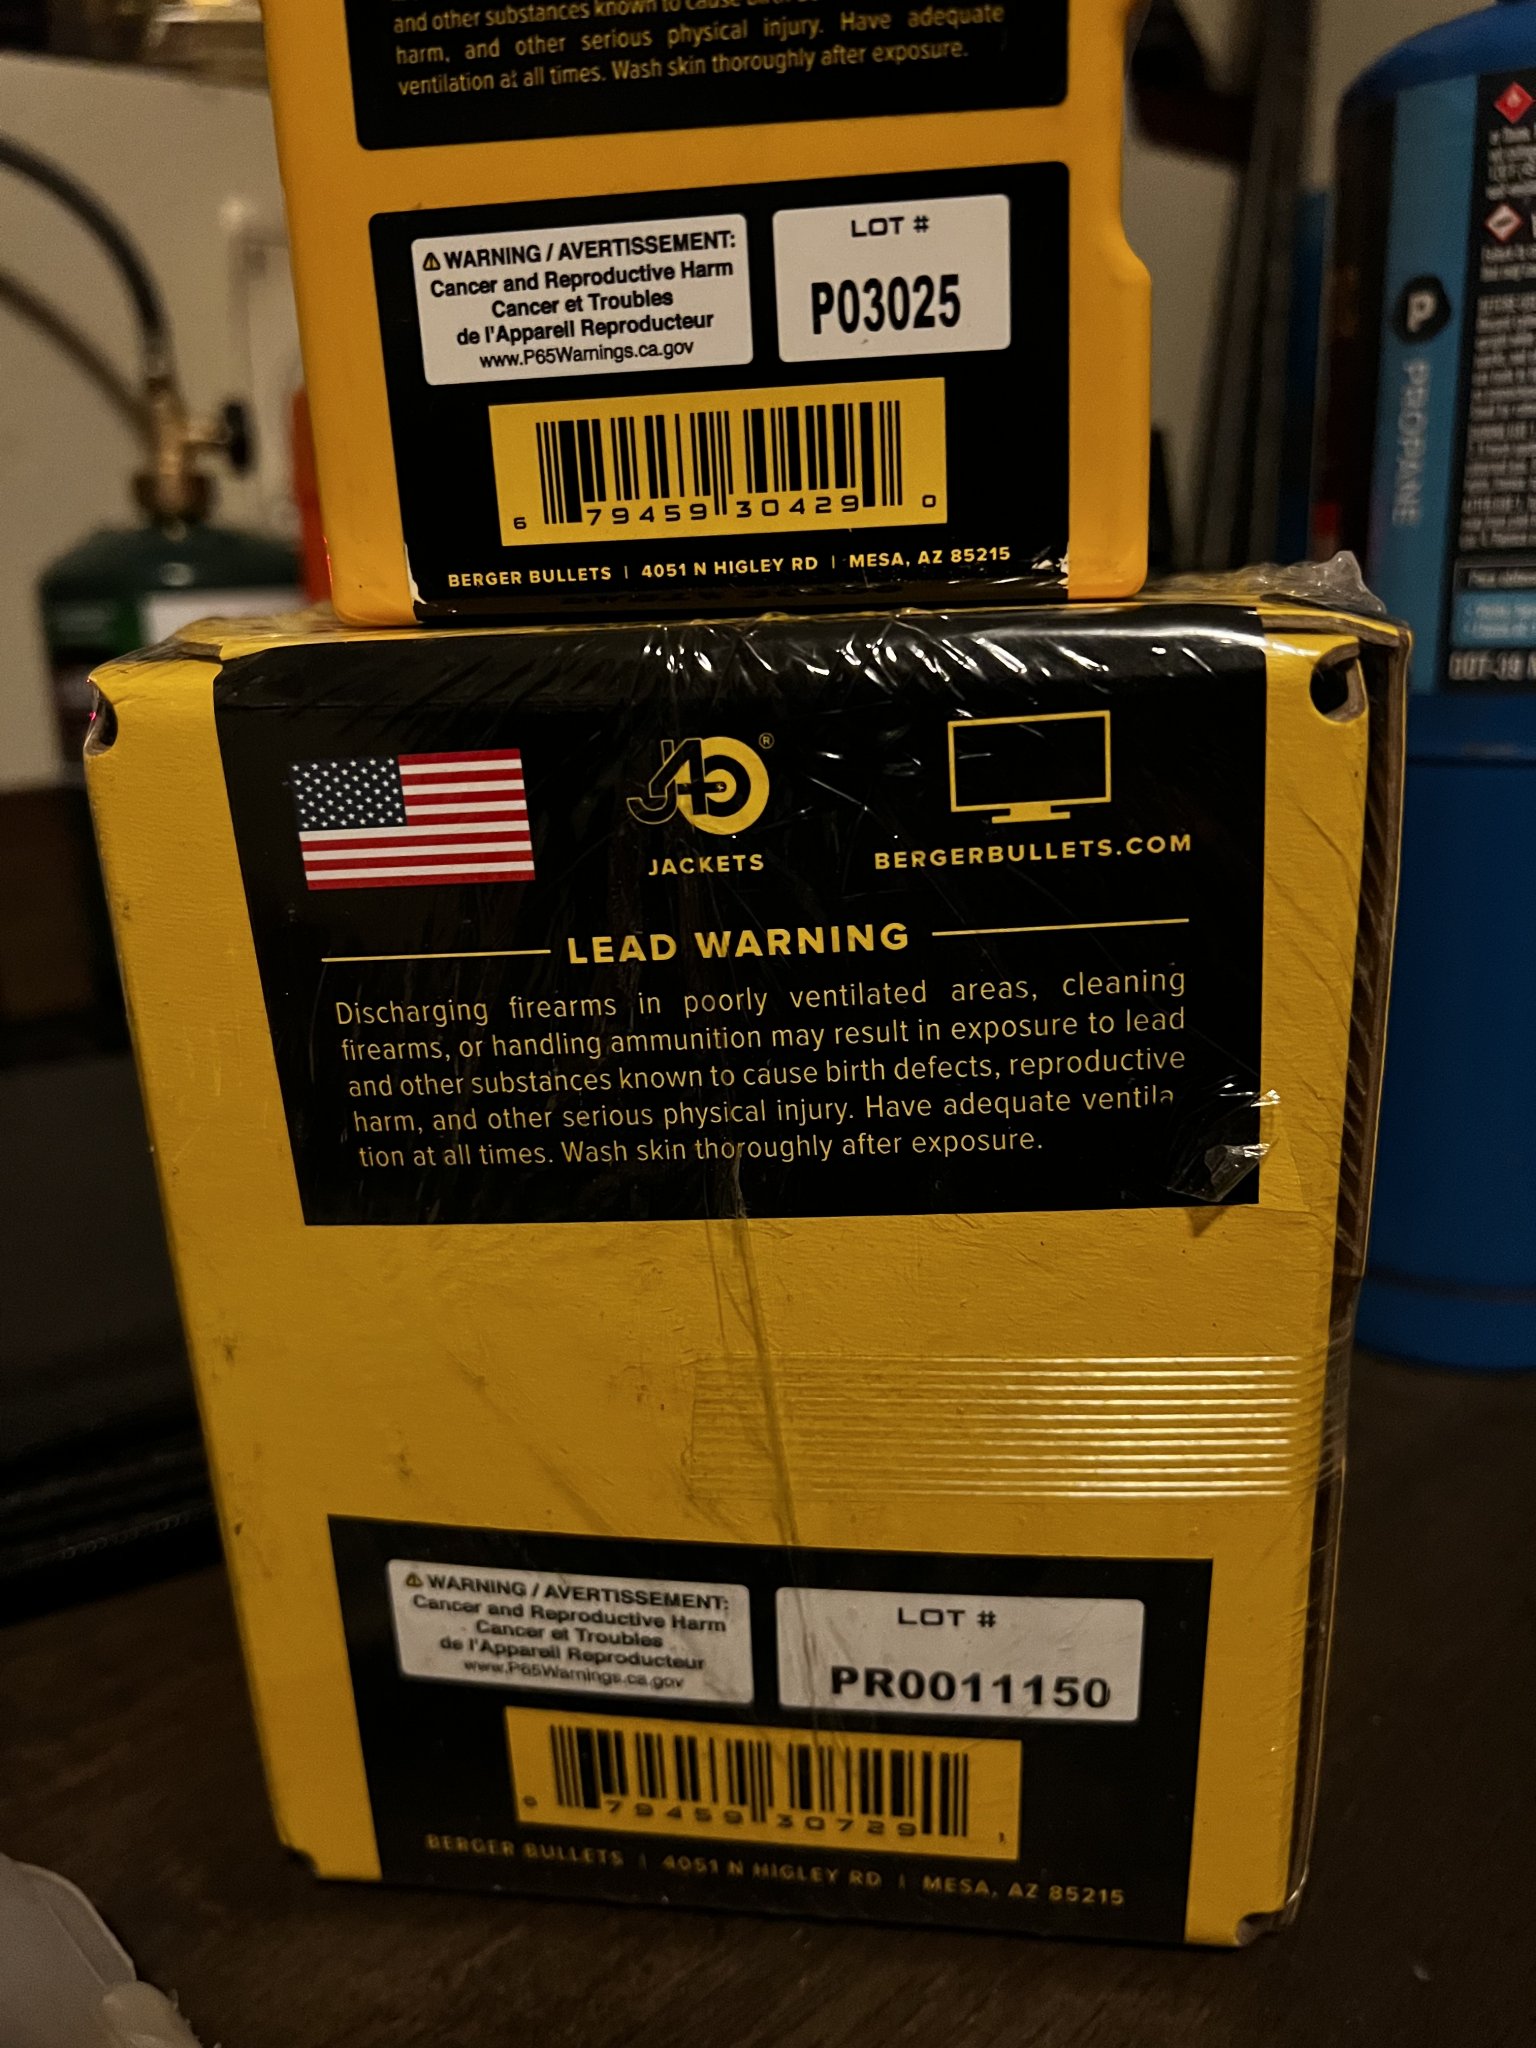 and other substances known to cause
harm, and other serious physical injury. Have adequate
ventilation at all times. Wash skin thoroughly after exposure.
WARNING / AVERTISSEMENT:
Cancer and Reproductive Harm
Cancer et Troubles
de l'Appareil Reproducteur
www.P65Warnings.ca.gov
LOT #
P03025
6 79459 30429 0
BERGER BULLETS | 4051 N HIGLEY RD | MESA, AZ 85215
J4
®
JACKETS
BERGERBULLETS.COM
LEAD WARNING
Discharging firearms in poorly ventilated areas, cleaning
firearms, or handling ammunition may result in exposure to lead
and other substances known to cause birth defects, reproductive
harm, and other serious physical injury. Have adequate ventila
tion at all times. Wash skin thoroughly after exposure.
WARNING / AVERTISSEMENT:
Cancer and Reproductive Harm
Cancer et Troubles
de l'Appareil Reproducteur
www.P65Warnings.ca.gov
LOT #
PR0011150
6 79459 30729 1
BERGER BULLETS | 4051 N HIGLEY RD | MESA, AZ 85215
P PROPANE